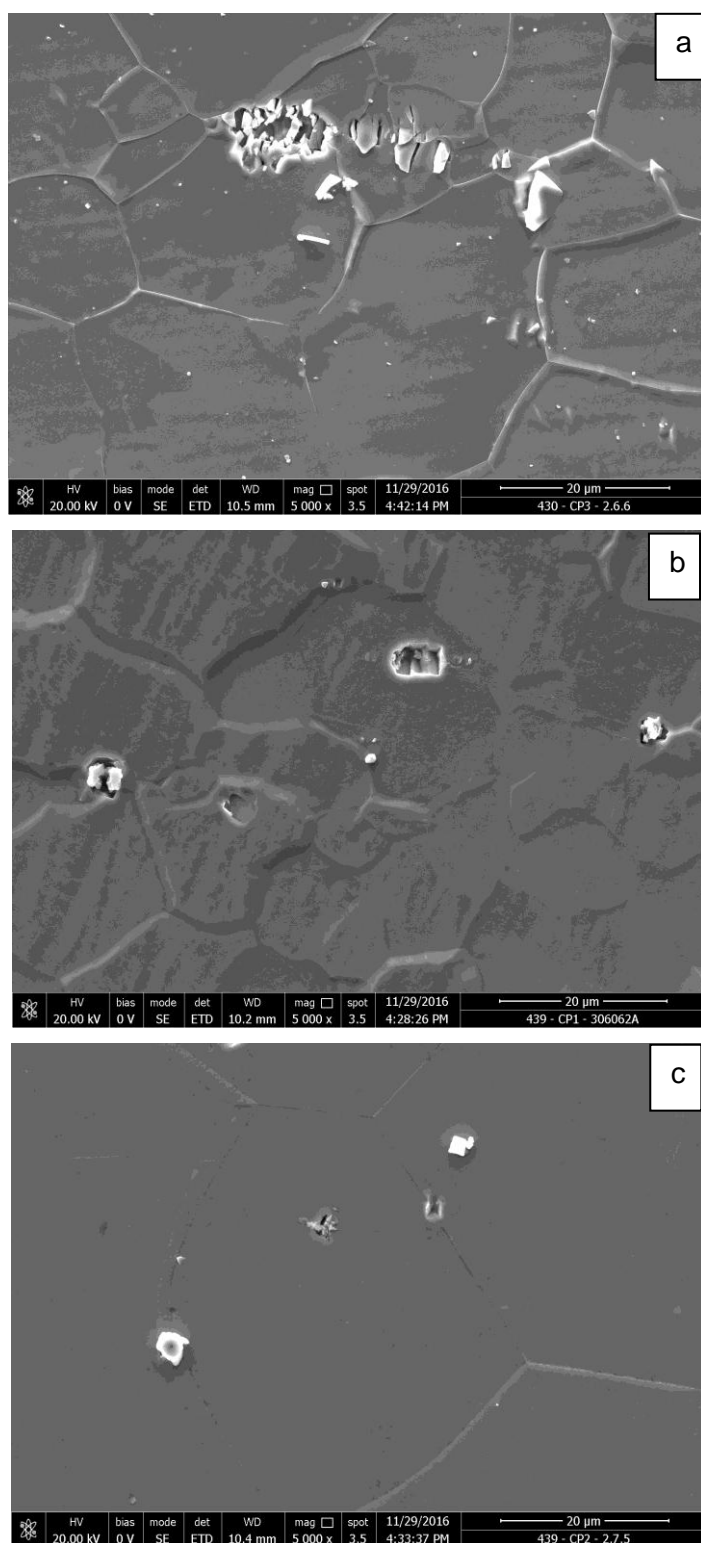 a
HV bias mode det WD mag spot 11/29/2016 20 µm
20.00 kV 0 V SE ETD 10.5 mm 5 000 x 3.5 4:42:14 PM 430 - CP3 - 2.6.6
b
HV bias mode det WD mag spot 11/29/2016 20 µm
20.00 kV 0 V SE ETD 10.2 mm 5 000 x 3.5 4:28:26 PM 439 - CP1 - 306062A
c
HV bias mode det WD mag spot 11/29/2016 20 µm
20.00 kV 0 V SE ETD 10.4 mm 5 000 x 3.5 4:33:37 PM 439 - CP2 - 2.7.5